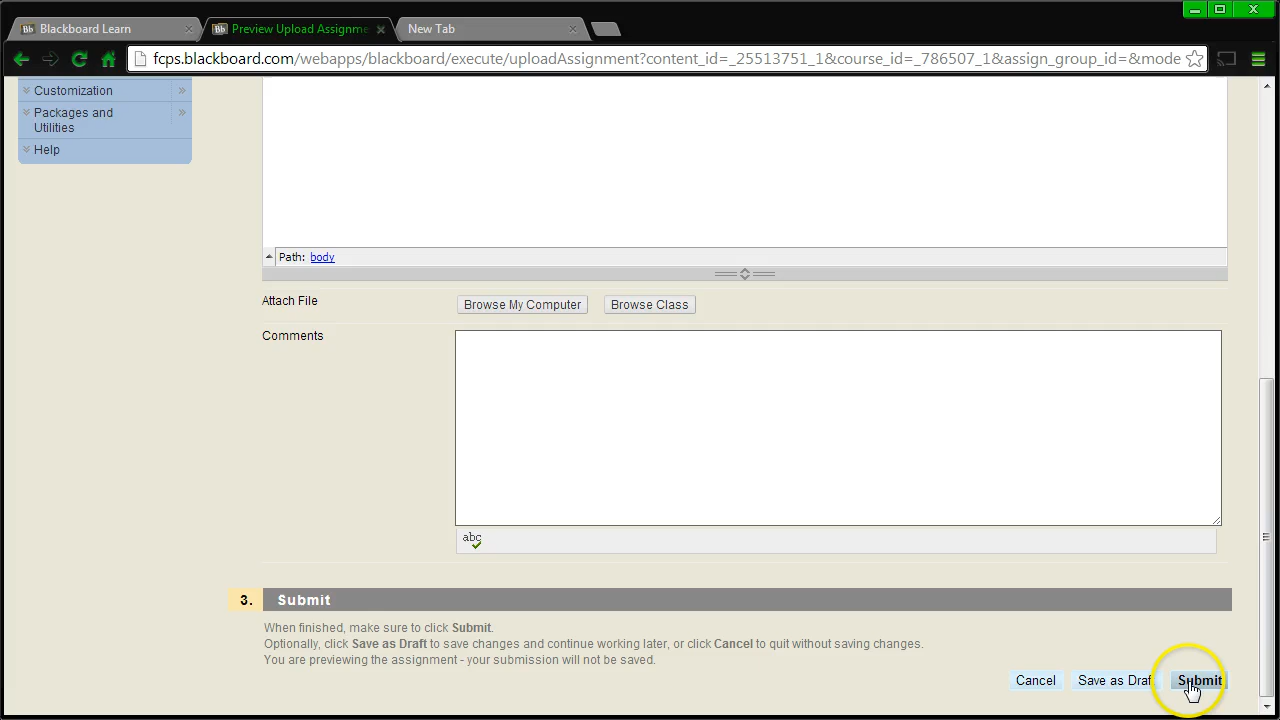 Blackboard Learn
Preview Upload Assignme
New Tab
fcps.blackboard.com/webapps/blackboard/execute/uploadAssignment?content_id=_25513751_1&course_id=_786507_1&assign_group_id=&mode
Customization
Packages and
Utilities
Help
Path: body
Attach File
Browse My Computer
Browse Class
Comments
abc
3. Submit
When finished, make sure to click Submit.
Optionally, click Save as Draft to save changes and continue working later, or click Cancel to quit without saving changes.
You are previewing the assignment - your submission will not be saved.
Cancel
Save as Draft
Submit